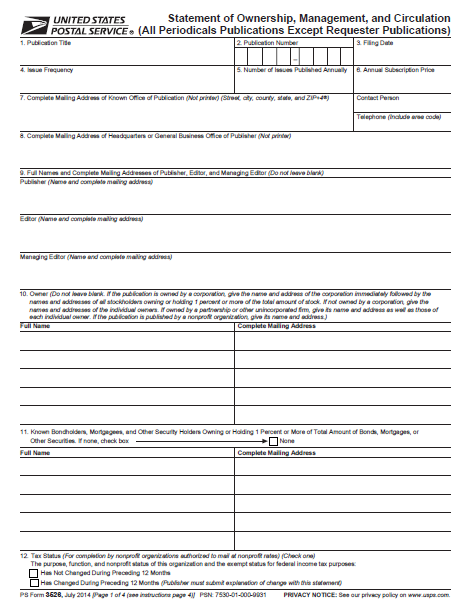 UNITED STATES
POSTAL SERVICE®
Statement of Ownership, Management, and Circulation
(All Periodicals Publications Except Requester Publications)
1. Publication Title
2. Publication Number
3. Filing Date
–
4. Issue Frequency
5. Number of Issues Published Annually
6. Annual Subscription Price
7. Complete Mailing Address of Known Office of Publication (Not printer) (Street, city, county, state, and ZIP+4®)
Contact Person
Telephone (Include area code)
8. Complete Mailing Address of Headquarters or General Business Office of Publisher (Not printer)
9. Full Names and Complete Mailing Addresses of Publisher, Editor, and Managing Editor (Do not leave blank)
Publisher (Name and complete mailing address)
Editor (Name and complete mailing address)
Managing Editor (Name and complete mailing address)
10. Owner (Do not leave blank. If the publication is owned by a corporation, give the name and address of the corporation immediately followed by the
names and addresses of all stockholders owning or holding 1 percent or more of the total amount of stock. If not owned by a corporation, give the
names and addresses of the individual owners. If owned by a partnership or other unincorporated firm, give its name and address as well as those of
each individual owner. If the publication is published by a nonprofit organization, give its name and address.)
Full Name
Complete Mailing Address
11. Known Bondholders, Mortgagees, and Other Security Holders Owning or Holding 1 Percent or More of Total Amount of Bonds, Mortgages, or
Other Securities. If none, check box
None
Full Name
Complete Mailing Address
12. Tax Status (For completion by nonprofit organizations authorized to mail at nonprofit rates) (Check one)
The purpose, function, and nonprofit status of this organization and the exempt status for federal income tax purposes:
Has Not Changed During Preceding 12 Months
Has Changed During Preceding 12 Months (Publisher must submit explanation of change with this statement)
PS Form 3526, July 2014 [Page 1 of 4 (see instructions page 4)] PSN: 7530-01-000-9931 PRIVACY NOTICE: See our privacy policy on www.usps.com.